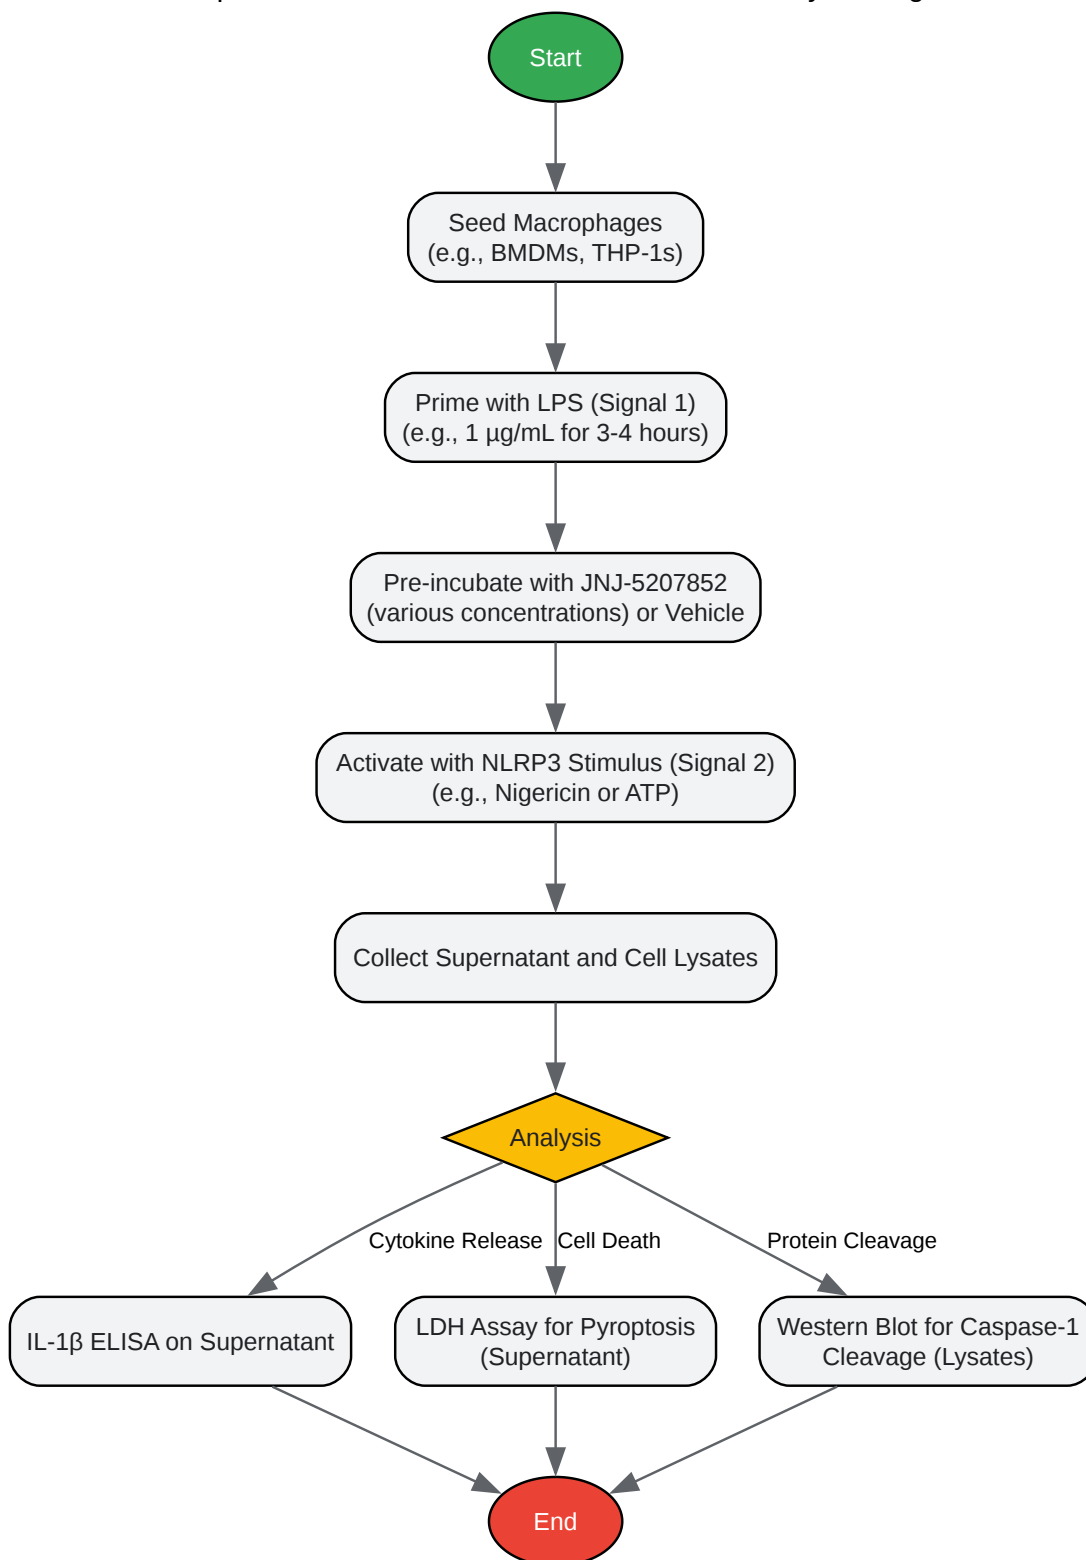 Start
Seed Macrophages
(e.g., BMDMs, THP-1s)
Prime with LPS (Signal 1)
(e.g., 1 µg/mL for 3-4 hours)
Pre-incubate with JNJ-5207852
(various concentrations) or Vehicle
Activate with NLRP3 Stimulus (Signal 2)
(e.g., Nigericin or ATP)
Collect Supernatant and Cell Lysates
Analysis
Cytokine Release
Cell Death
Protein Cleavage
IL-1β ELISA on Supernatant
LDH Assay for Pyroptosis
(Supernatant)
Western Blot for Caspase-1
Cleavage (Lysates)
End